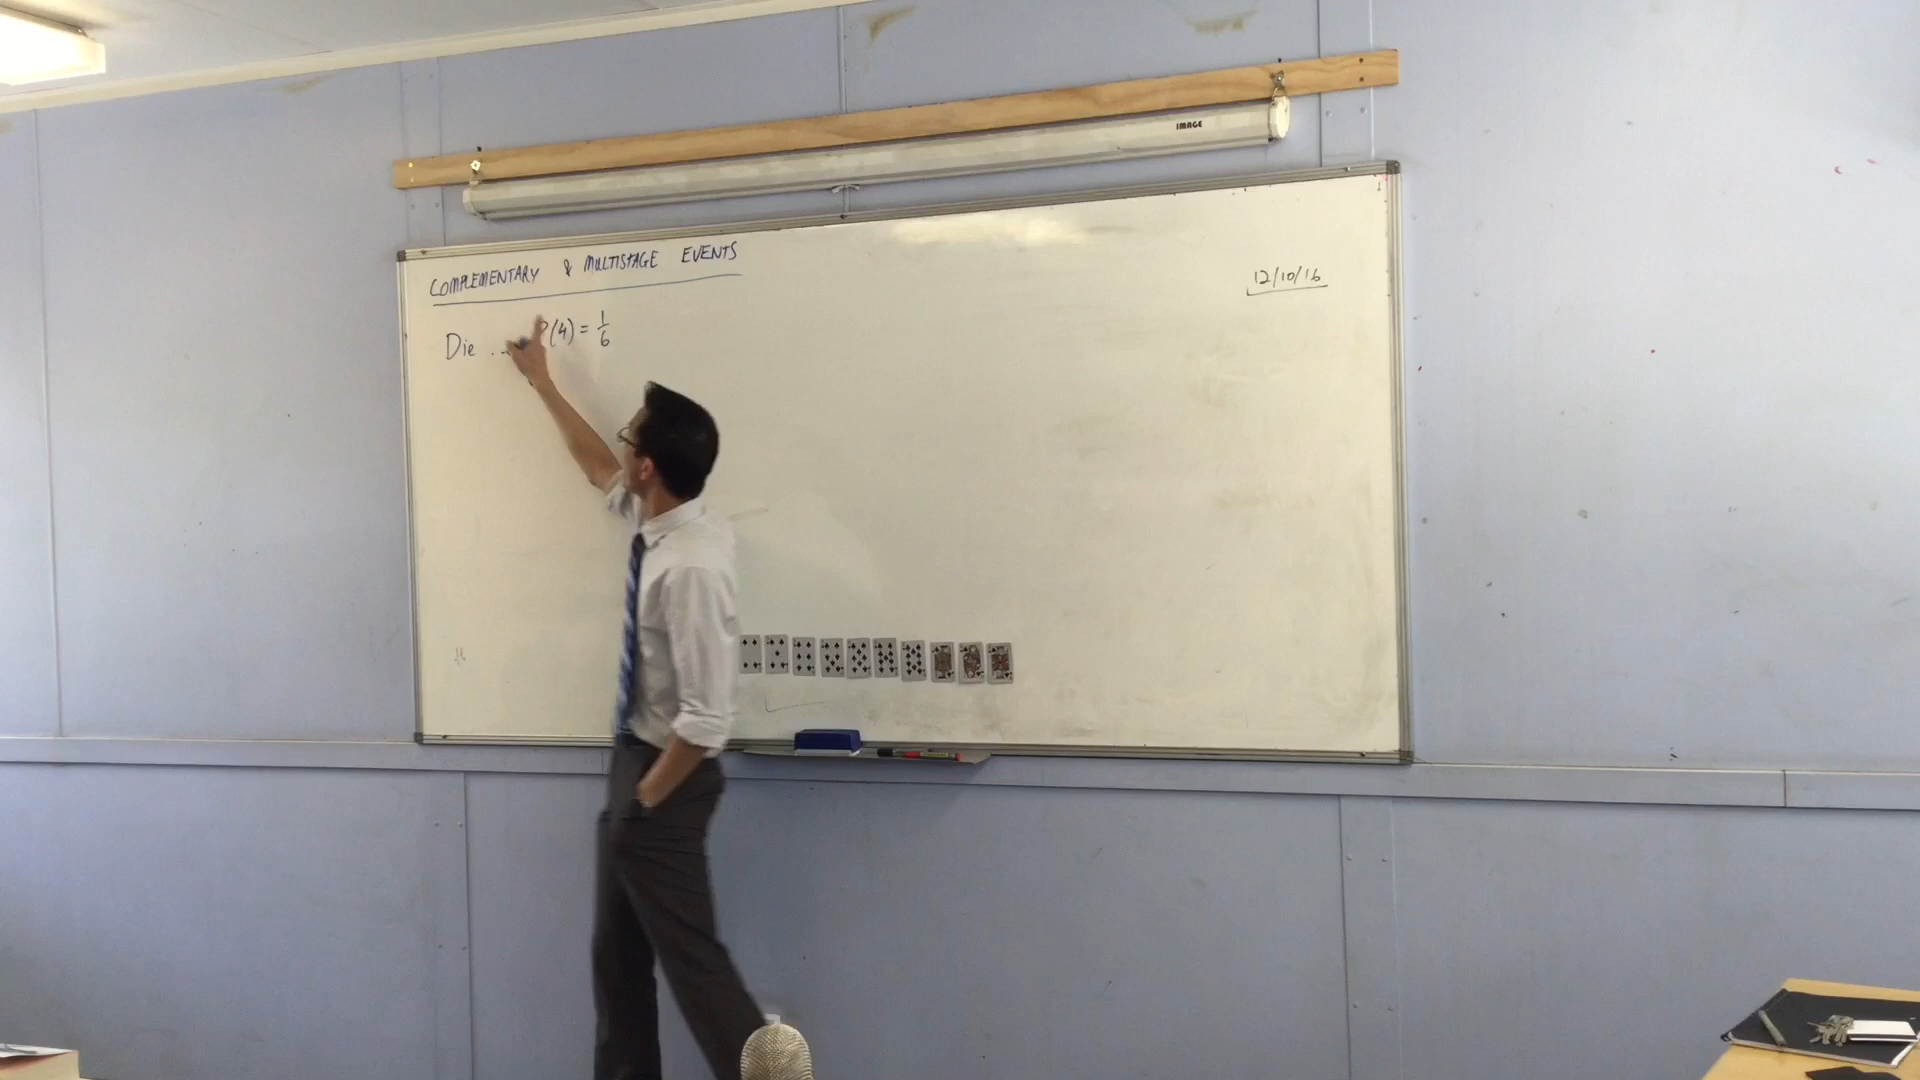 IMAGE
COMPLEMENTARY & MULTISTAGE EVENTS
12/10/16
Die ... P(4) = 1/6